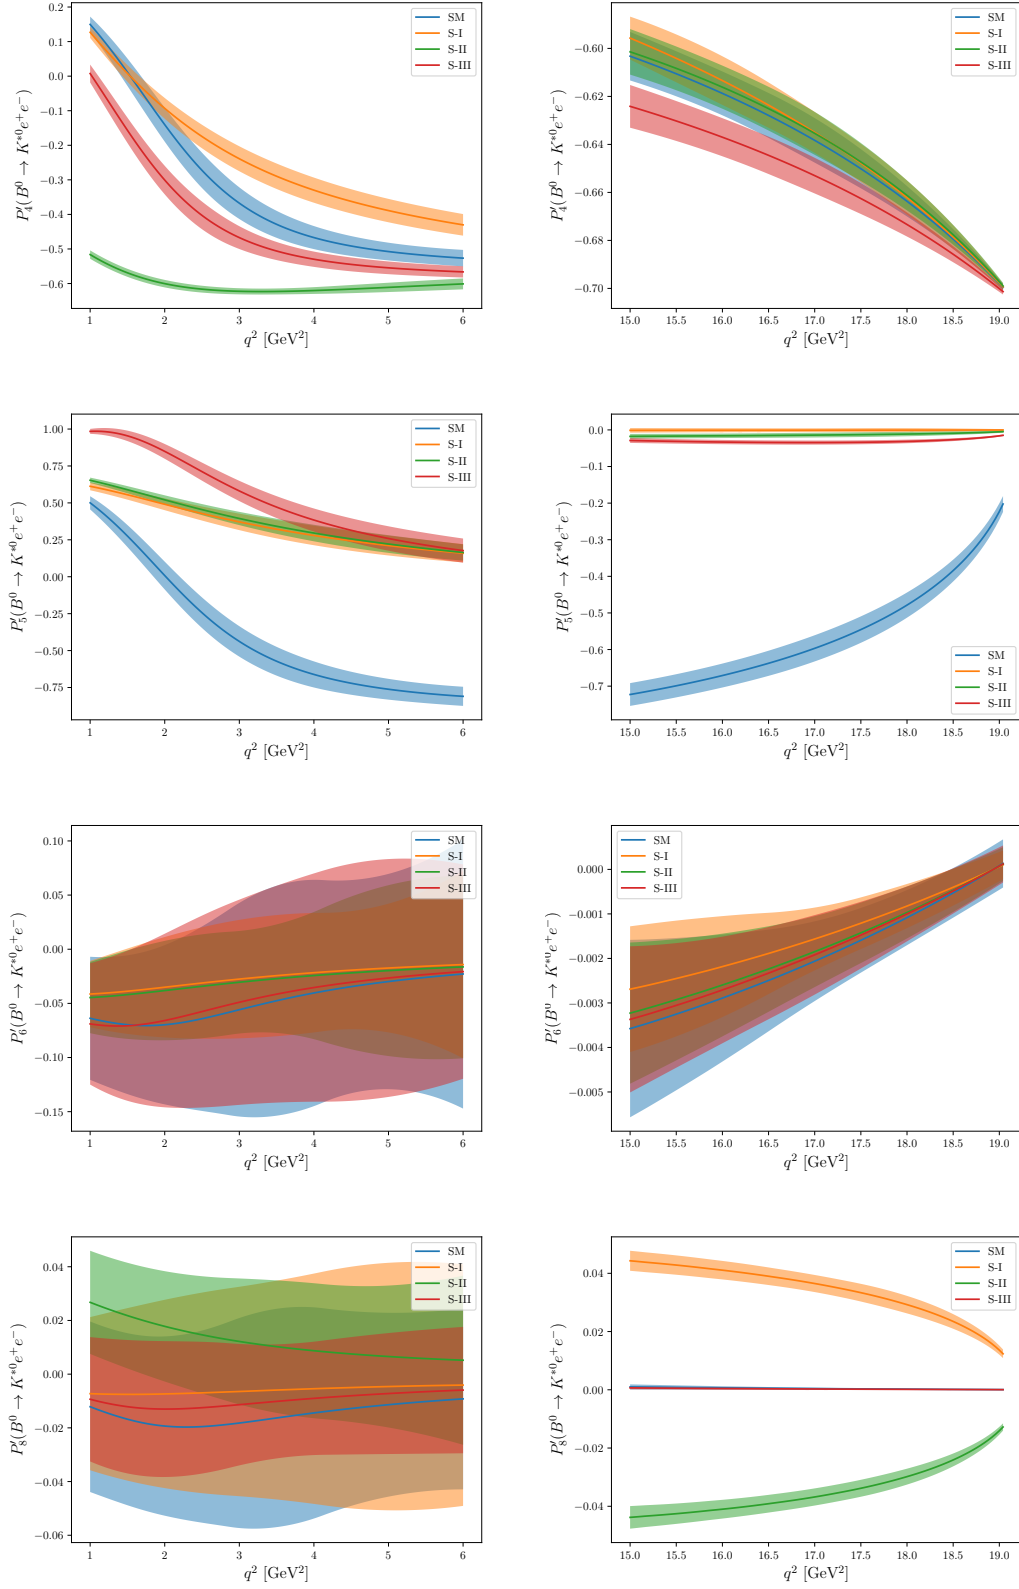 P′₄(B⁰ → K*⁰e⁺e⁻)
0.2
0.1
0.0
−0.1
−0.2
−0.3
−0.4
−0.5
−0.6
SM
S-I
S-II
S-III
1 2 3 4 5 6
q² [GeV²]
P′₄(B⁰ → K*⁰e⁺e⁻)
−0.60
−0.62
−0.64
−0.66
−0.68
−0.70
SM
S-I
S-II
S-III
15.0 15.5 16.0 16.5 17.0 17.5 18.0 18.5 19.0
q² [GeV²]
P′₅(B⁰ → K*⁰e⁺e⁻)
1.00
0.75
0.50
0.25
0.00
−0.25
−0.50
−0.75
SM
S-I
S-II
S-III
1 2 3 4 5 6
q² [GeV²]
P′₅(B⁰ → K*⁰e⁺e⁻)
0.0
−0.1
−0.2
−0.3
−0.4
−0.5
−0.6
−0.7
SM
S-I
S-II
S-III
15.0 15.5 16.0 16.5 17.0 17.5 18.0 18.5 19.0
q² [GeV²]
P′₆(B⁰ → K*⁰e⁺e⁻)
0.10
0.05
0.00
−0.05
−0.10
−0.15
SM
S-I
S-II
S-III
1 2 3 4 5 6
q² [GeV²]
P′₆(B⁰ → K*⁰e⁺e⁻)
0.000
−0.001
−0.002
−0.003
−0.004
−0.005
SM
S-I
S-II
S-III
15.0 15.5 16.0 16.5 17.0 17.5 18.0 18.5 19.0
q² [GeV²]
P′₈(B⁰ → K*⁰e⁺e⁻)
0.04
0.02
0.00
−0.02
−0.04
−0.06
SM
S-I
S-II
S-III
1 2 3 4 5 6
q² [GeV²]
P′₈(B⁰ → K*⁰e⁺e⁻)
0.04
0.02
0.00
−0.02
−0.04
SM
S-I
S-II
S-III
15.0 15.5 16.0 16.5 17.0 17.5 18.0 18.5 19.0
q² [GeV²]